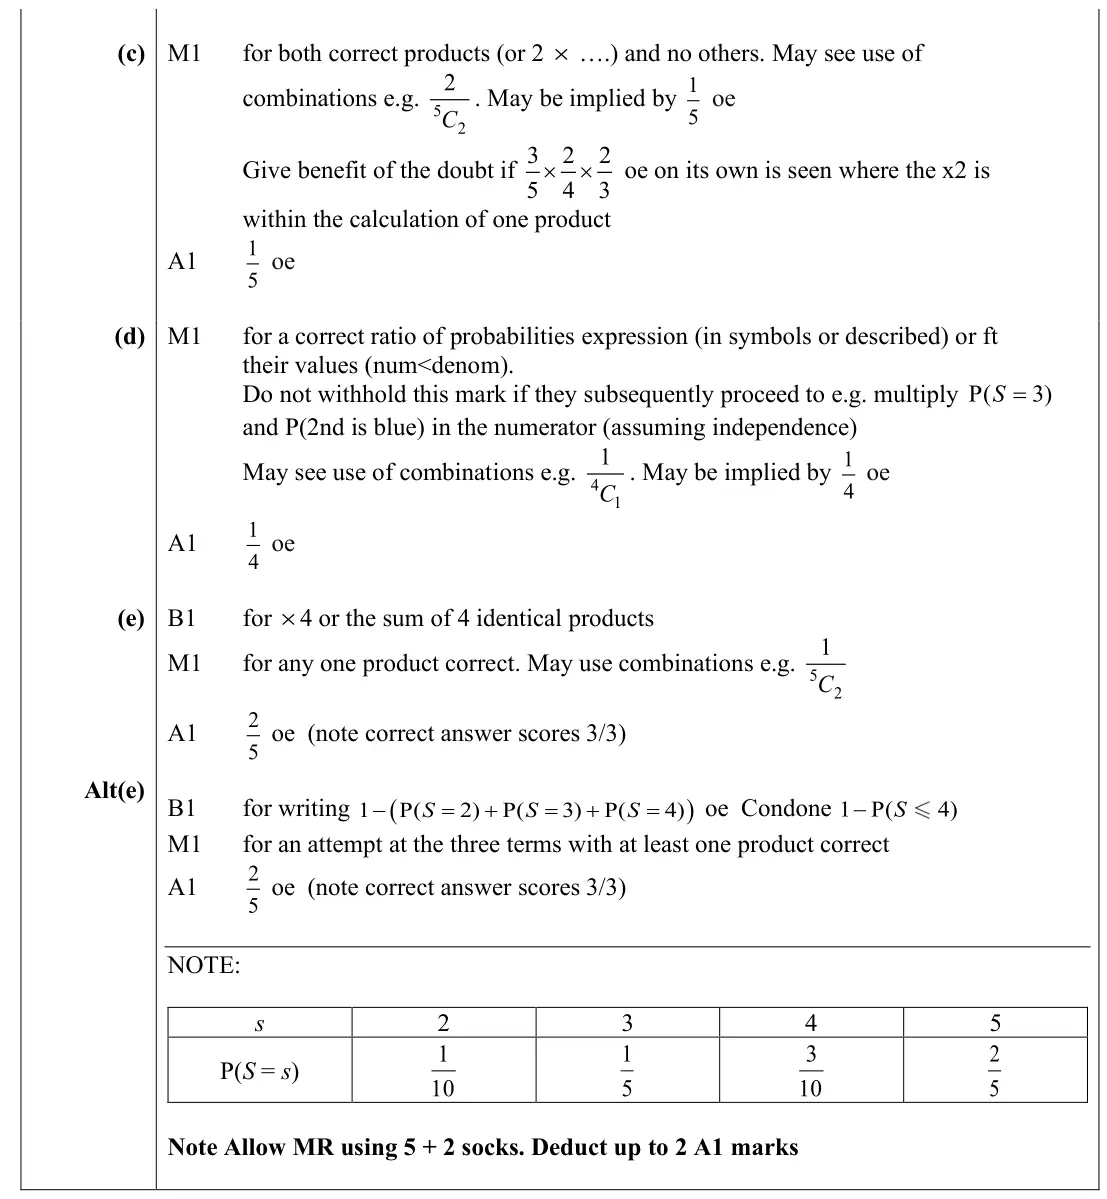 (c) M1 for both correct products (or 2 × ….) and no others. May see use of
combinations e.g. 2/⁵C₂ . May be implied by 1/5 oe
Give benefit of the doubt if 3/5 × 2/4 × 2/3 oe on its own is seen where the x2 is
within the calculation of one product
A1 1/5 oe
(d) M1 for a correct ratio of probabilities expression (in symbols or described) or ft
their values (num<denom).
Do not withhold this mark if they subsequently proceed to e.g. multiply P(S = 3)
and P(2nd is blue) in the numerator (assuming independence)
May see use of combinations e.g. 1/⁴C₁ . May be implied by 1/4 oe
A1 1/4 oe
(e) B1 for × 4 or the sum of 4 identical products
M1 for any one product correct. May use combinations e.g. 1/⁵C₂
A1 2/5 oe (note correct answer scores 3/3)
Alt(e)
B1 for writing 1 − (P(S = 2) + P(S = 3) + P(S = 4)) oe Condone 1 − P(S ⩽ 4)
M1 for an attempt at the three terms with at least one product correct
A1 2/5 oe (note correct answer scores 3/3)
NOTE:
s 2 3 4 5
P(S = s) 1/10 1/5 3/10 2/5
Note Allow MR using 5 + 2 socks. Deduct up to 2 A1 marks